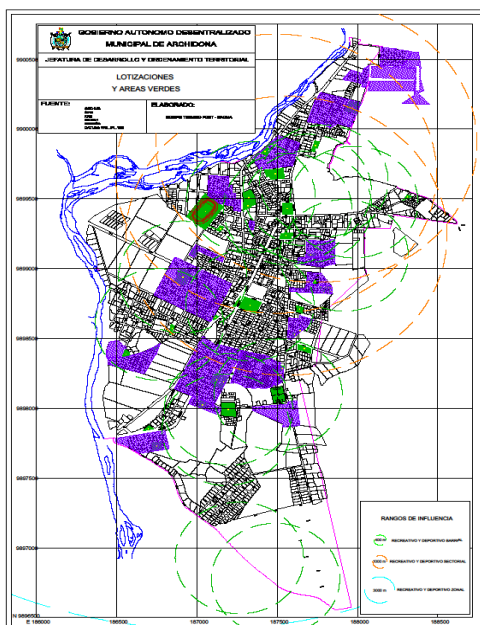 GOBIERNO AUTONOMO DESENTRALIZADO
MUNICIPAL DE ARCHIDONA
JEFATURA DE DESARROLLO Y ORDENAMIENTO TERRITORIAL
LOTIZACIONES
Y AREAS VERDES
FUENTE:
ELABORADO:
9900500
9900000
9899500
9899000
9898500
9898000
9897500
9897000
N 9896500
E 186000
186500
187000
187500
188000
188500
RANGOS DE INFLUENCIA
RECREATIVO Y DEPORTIVO
RECREATIVO Y DEPORTIVO SECTORIAL
3000 m RECREATIVO Y DEPORTIVO ZONAL